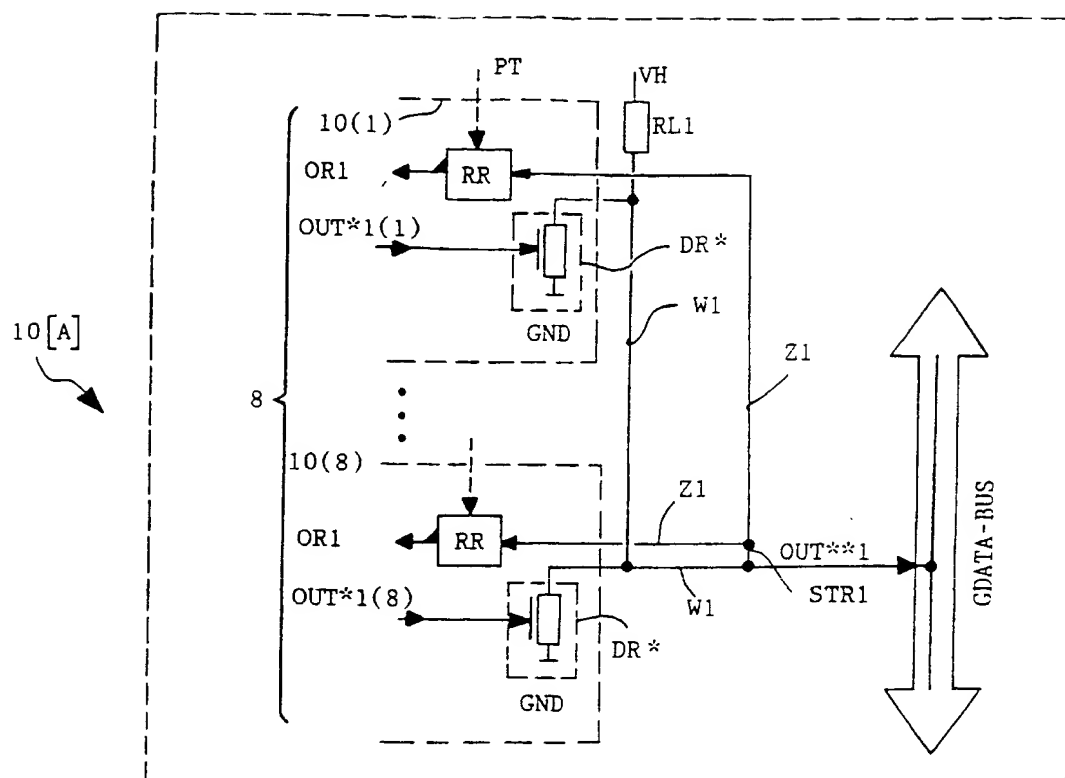 PT
VH
10(1)
RL1
OR1
RR
OUT*1(1)
DR*
GND
W1
10[A]
Z1
8
10(8)
Z1
OR1
RR
OUT**1
W1
STR1
OUT*1(8)
DR*
GND
GDATA-BUS